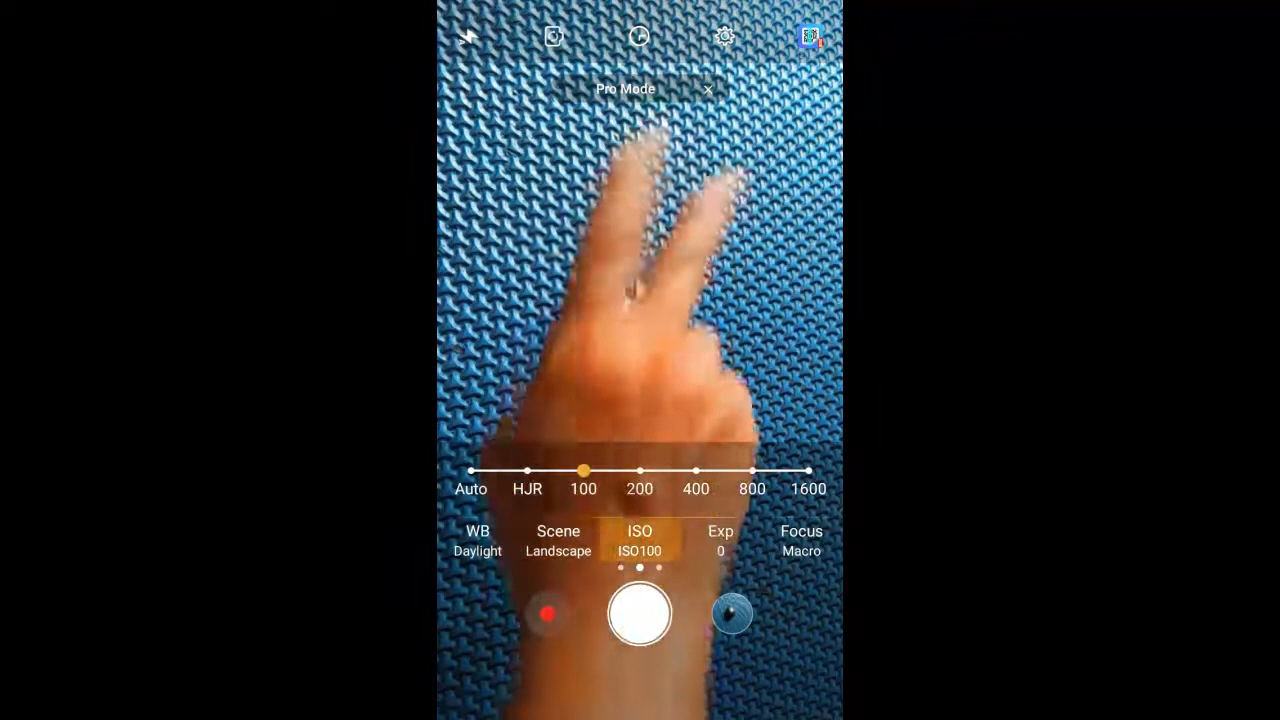 Pro Mode
Auto HJR 100 200 400 800 1600
WB Scene ISO Exp Focus
Daylight Landscape ISO100 0 Macro